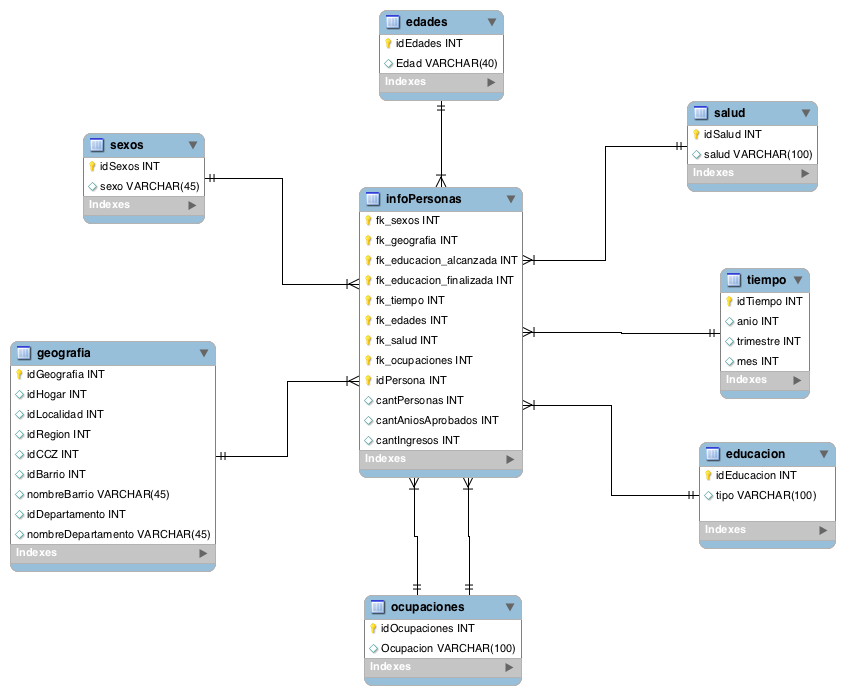 edades
idEdades INT
Edad VARCHAR(40)
Indexes
sexos
idSexos INT
sexo VARCHAR(45)
Indexes
salud
idSalud INT
salud VARCHAR(100)
Indexes
infoPersonas
fk_sexos INT
fk_geografia INT
fk_educacion_alcanzada INT
fk_educacion_finalizada INT
fk_tiempo INT
fk_edades INT
fk_salud INT
fk_ocupaciones INT
idPersona INT
cantPersonas INT
cantAniosAprobados INT
cantIngresos INT
Indexes
tiempo
idTiempo INT
anio INT
trimestre INT
mes INT
Indexes
geografia
idGeografia INT
idHogar INT
idLocalidad INT
idRegion INT
idCCZ INT
idBarrio INT
nombreBarrio VARCHAR(45)
idDepartamento INT
nombreDepartamento VARCHAR(45)
Indexes
educacion
idEducacion INT
tipo VARCHAR(100)
Indexes
ocupaciones
idOcupaciones INT
Ocupacion VARCHAR(100)
Indexes